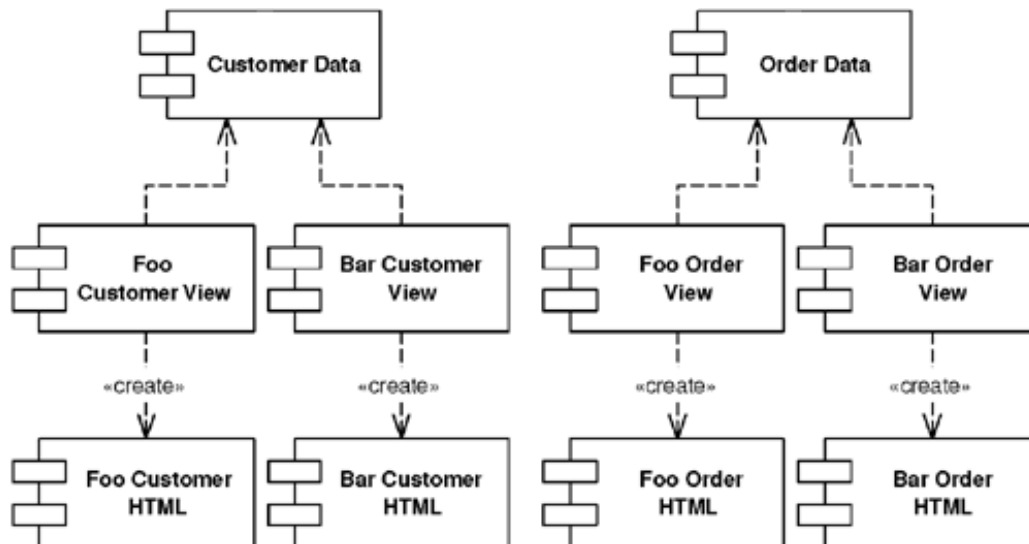 Customer Data
Order Data
Foo
Customer View
Bar Customer
View
Foo Order
View
Bar Order
View
«create»
«create»
«create»
«create»
Foo Customer
HTML
Bar Customer
HTML
Foo Order
HTML
Bar Order
HTML